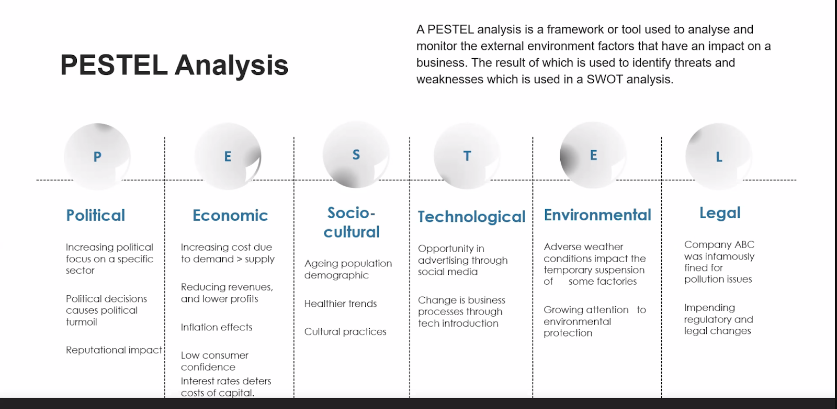 PESTEL Analysis
A PESTEL analysis is a framework or tool used to analyse and
monitor the external environment factors that have an impact on a
business. The result of which is used to identify threats and
weaknesses which is used in a SWOT analysis.
P
Political
Increasing political
focus on a specific
sector
Political decisions
causes political
turmoil
Reputational impact
E
Economic
Increasing cost due
to demand > supply
Reducing revenues,
and lower profits
Inflation effects
Low consumer
confidence
Interest rates deters
costs of capital.
S
Socio-
cultural
Ageing population
demographic
Healthier trends
Cultural practices
T
Technological
Opportunity in
advertising through
social media
Change is business
processes through
tech introduction
E
Environmental
Adverse weather
conditions impact the
temporary suspension
of some factories
Growing attention to
environmental
protection
L
Legal
Company ABC
was infamously
fined for
pollution issues
Impending
regulatory and
legal changes